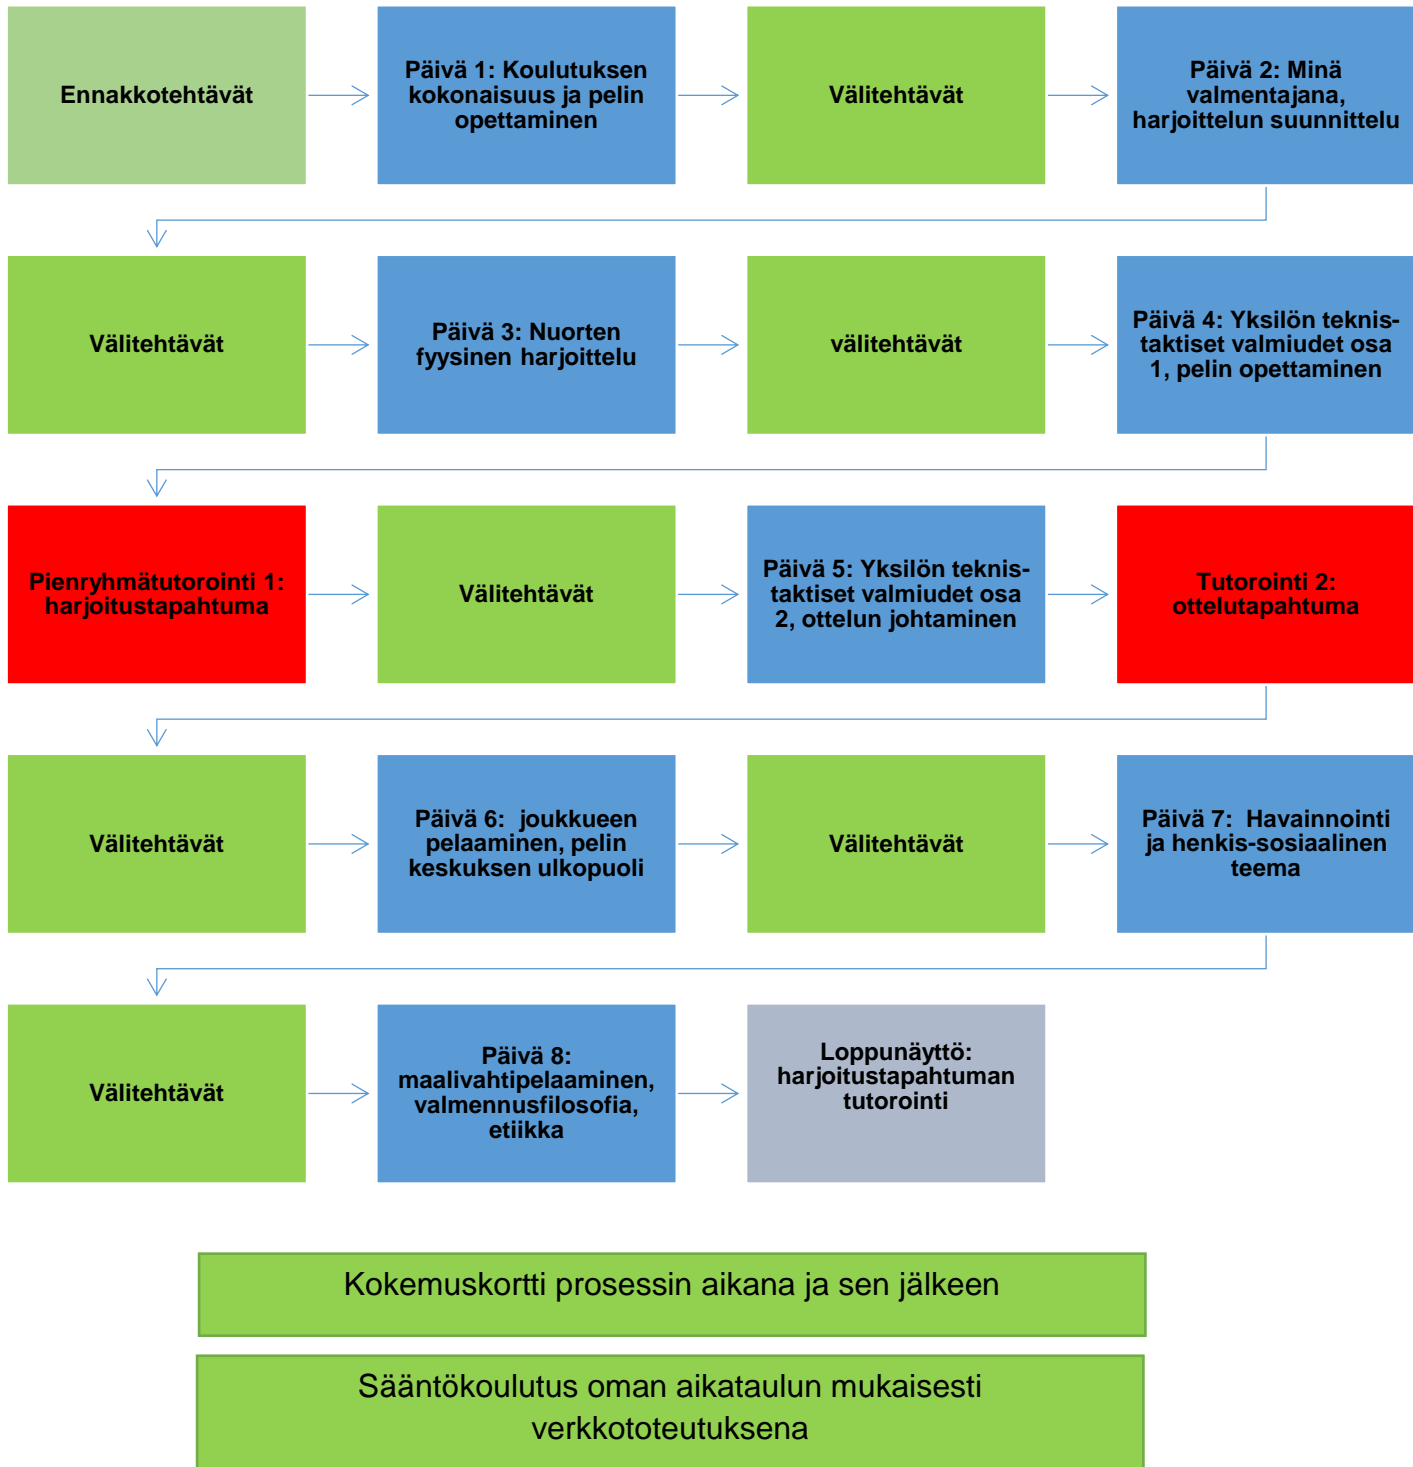 Ennakkotehtävät
Päivä 1: Koulutuksen
kokonaisuus ja pelin
opettaminen
Välitehtävät
Päivä 2: Minä
valmentajana,
harjoittelun suunnittelu
Välitehtävät
Päivä 3: Nuorten
fyysinen harjoittelu
välitehtävät
Päivä 4: Yksilön teknis-
taktiset valmiudet osa
1, pelin opettaminen
Pienryhmätutorointi 1:
harjoitustapahtuma
Välitehtävät
Päivä 5: Yksilön teknis-
taktiset valmiudet osa
2, ottelun johtaminen
Tutorointi 2:
ottelutapahtuma
Välitehtävät
Päivä 6: joukkueen
pelaaminen, pelin
keskuksen ulkopuoli
Välitehtävät
Päivä 7: Havainnointi
ja henkis-sosiaalinen
teema
Välitehtävät
Päivä 8:
maalivahtipelaaminen,
valmennusfilosofia,
etiikka
Loppunäyttö:
harjoitustapahtuman
tutorointi
Kokemuskortti prosessin aikana ja sen jälkeen
Sääntökoulutus oman aikataulun mukaisesti
verkkototeutuksena